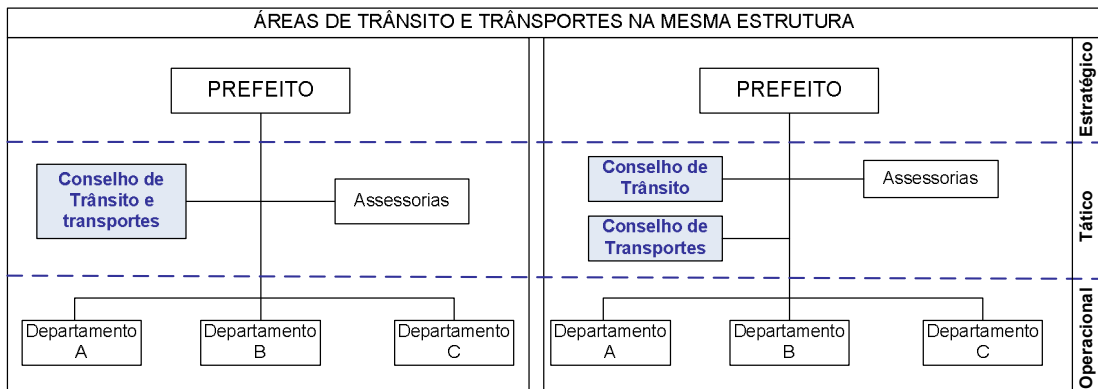 ÁREAS DE TRÂNSITO E TRÂNSPORTES NA MESMA ESTRUTURA
PREFEITO
Conselho de
Trânsito e
transportes
Assessorias
Departamento
A
Departamento
B
Departamento
C
PREFEITO
Conselho de
Trânsito
Assessorias
Conselho de
Transportes
Departamento
A
Departamento
B
Departamento
C
Estratégico
Tático
Operacional